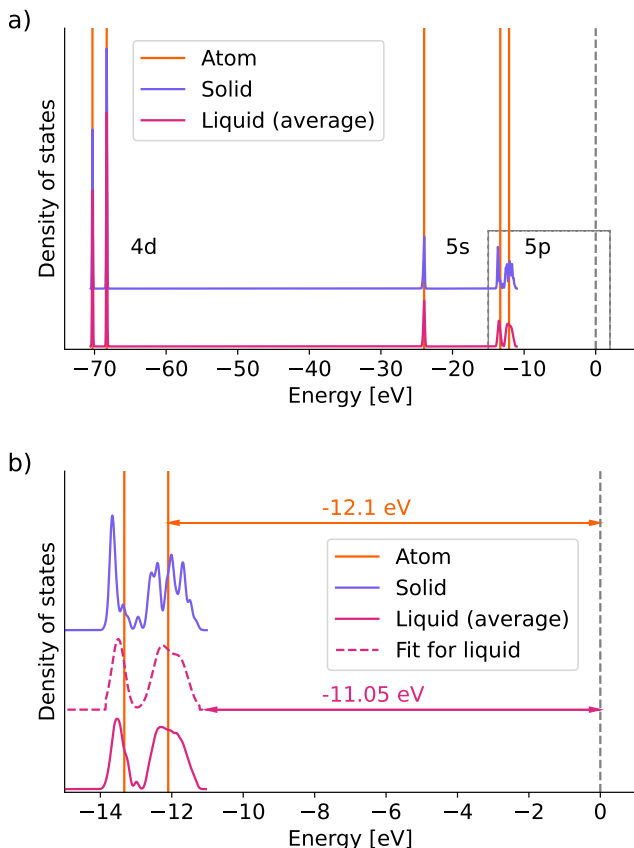 a)
Density of states
Atom
Solid
Liquid (average)
4d
5s
5p
−70
−60
−50
−40
−30
−20
−10
0
Energy [eV]
b)
Density of states
-12.1 eV
Atom
Solid
Liquid (average)
Fit for liquid
-11.05 eV
−14
−12
−10
−8
−6
−4
−2
0
Energy [eV]